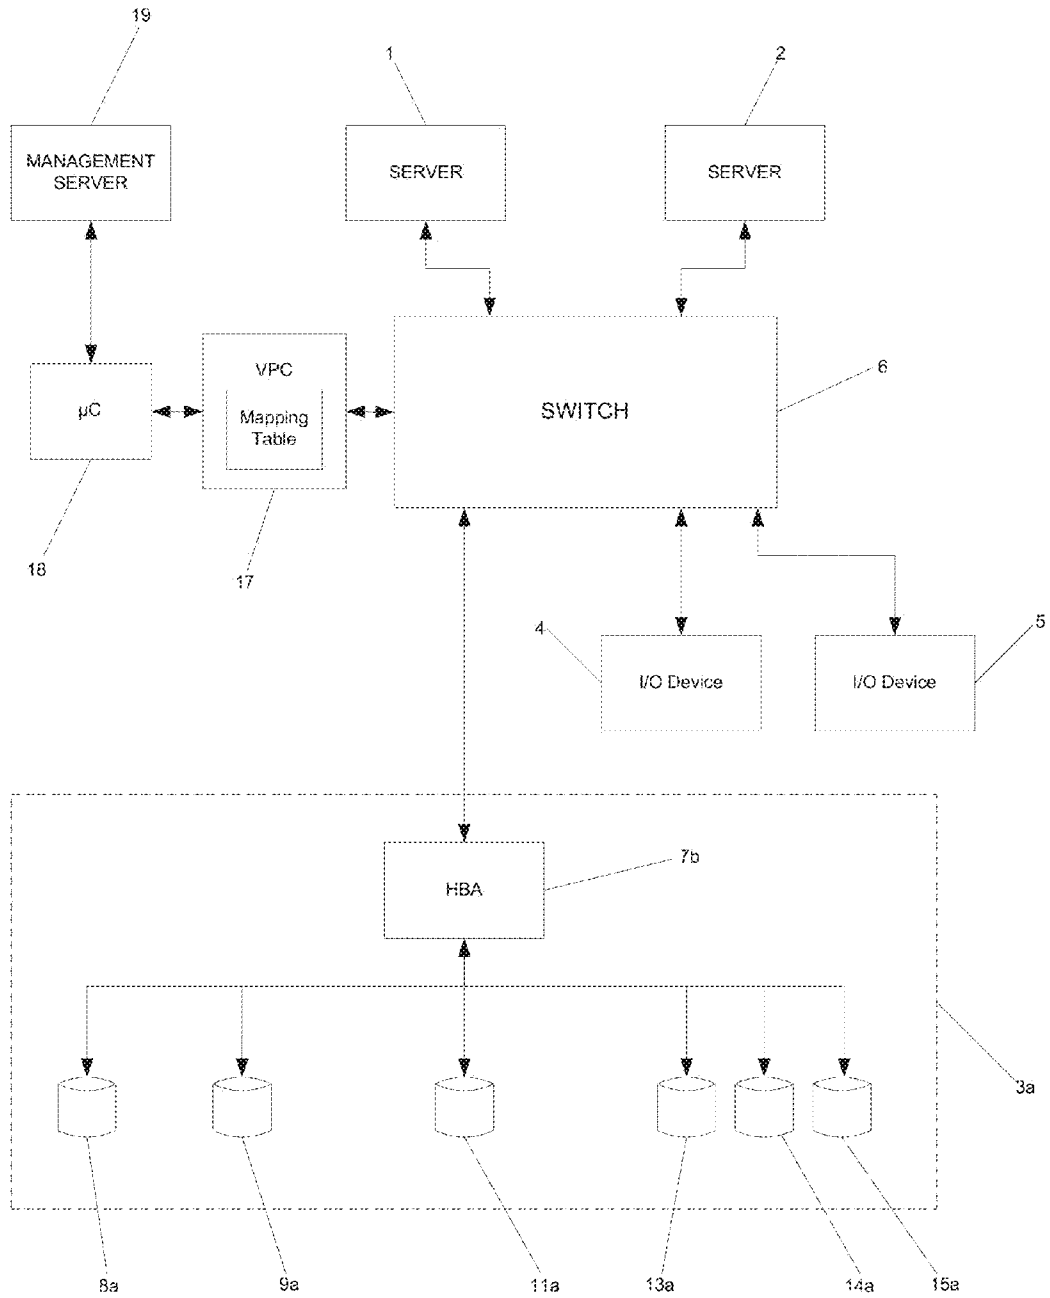 19
1
2
MANAGEMENT
SERVER
SERVER
SERVER
6
VPC
µC
Mapping
Table
SWITCH
18
17
4
5
I/O Device
I/O Device
7b
HBA
3a
8a
9a
11a
13a
14a
15a